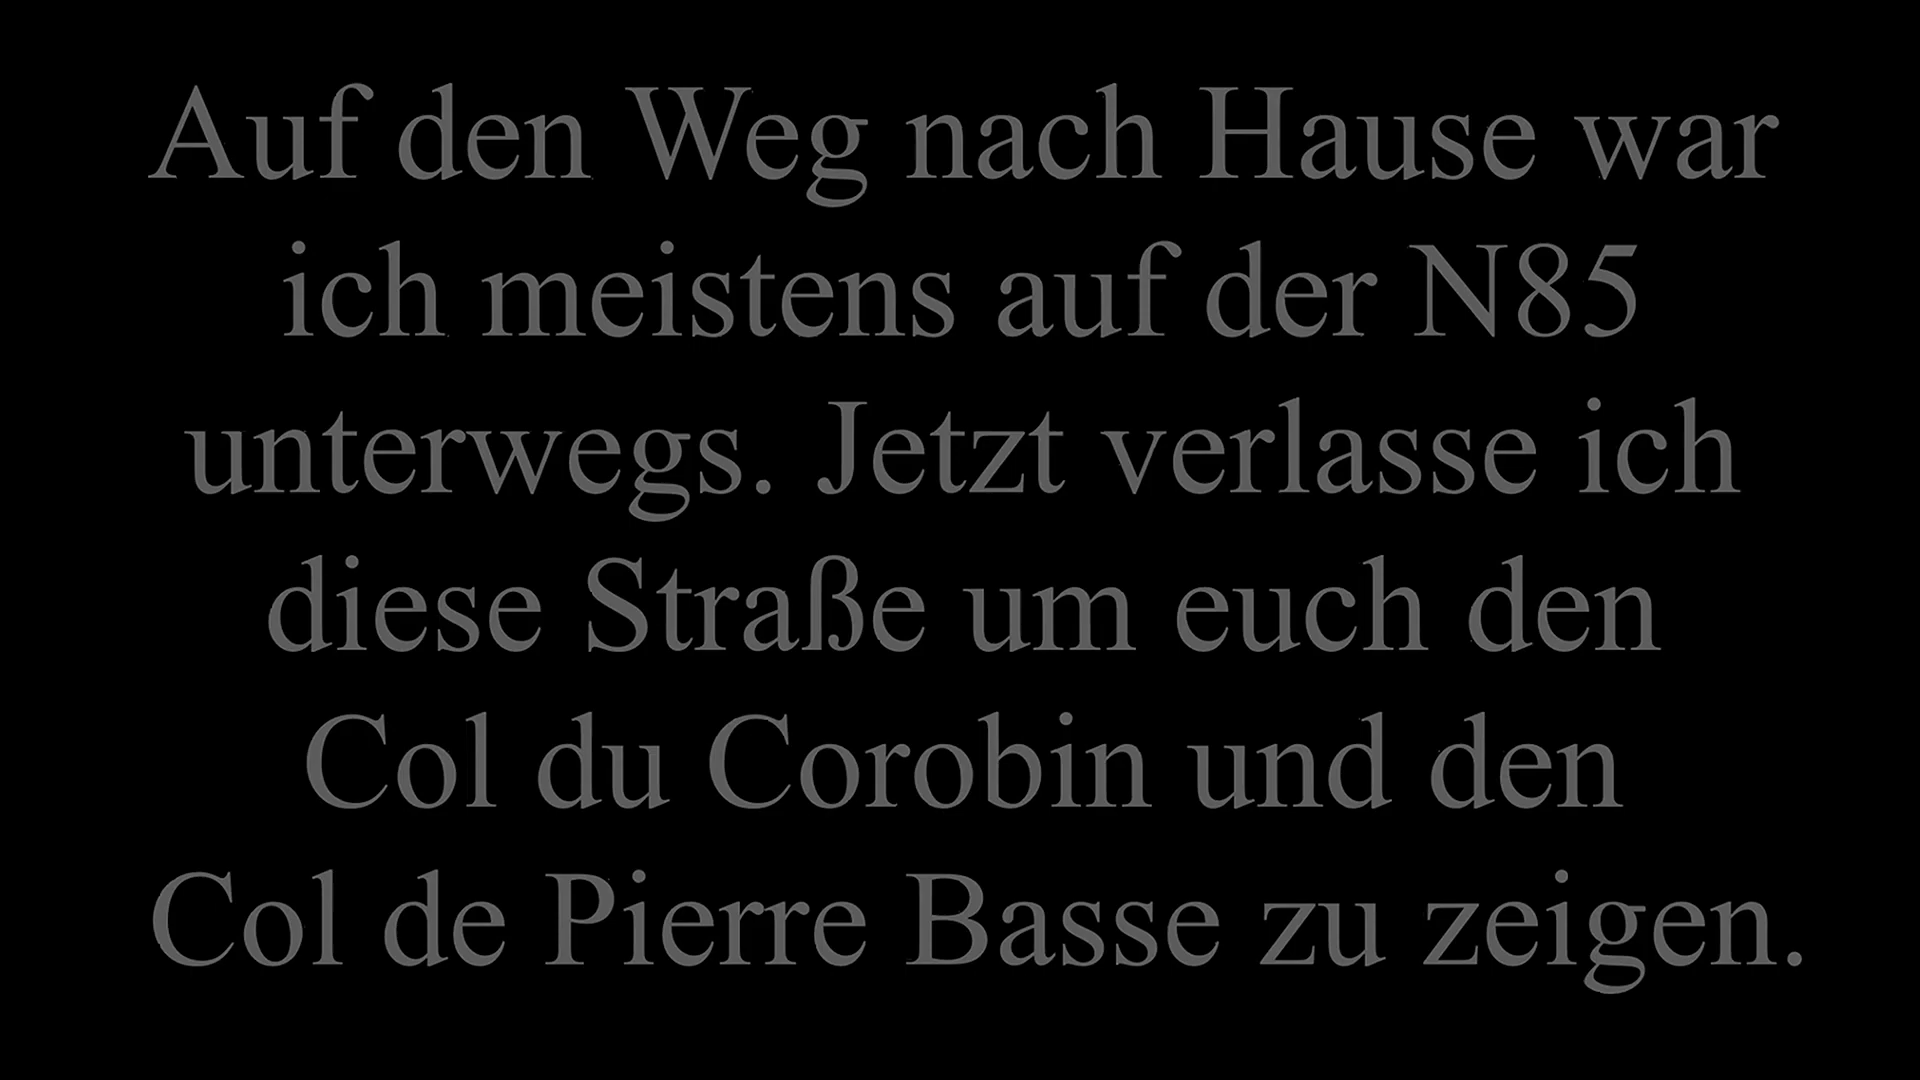 Auf den Weg nach Hause war
ich meistens auf der N85
unterwegs. Jetzt verlasse ich
diese Straße um euch den
Col du Corobin und den
Col de Pierre Basse zu zeigen.